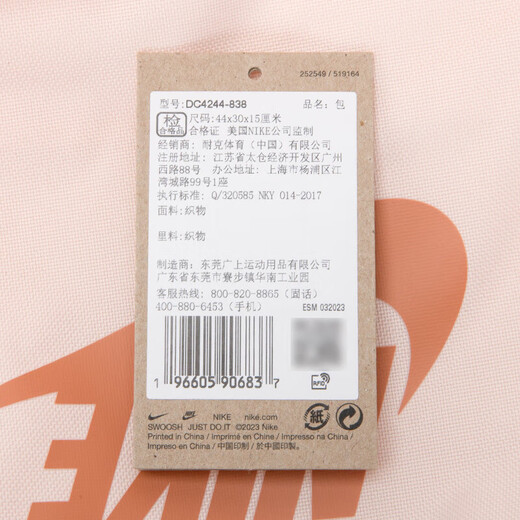 252549 / 519164
型号: DC4244-838 品名: 包
检 合格品 尺码: 44x30x15厘米
合格证 美国NIKE公司监制
经销商: 耐克体育（中国）有限公司
注册地址: 江苏省太仓经济开发区广州
西路88号 办公地址: 上海市杨浦区江
湾城路99号1座
执行标准: Q/320585 NKY 014-2017
面料: 织物
里料: 织物
制造商: 东莞广上运动用品有限公司
广东省东莞市寮步镇华南工业园
客服热线: 800-820-8865（固话）
400-880-6453（手机）
ESM 032023
1 96605 90683 7
RFID
NIKE nike.com
SWOOSH JUST DO IT ©2023 Nike
Printed in China / Imprimé en Chine / Impresso na China /
Impreso en China / 中国印制 / 於中國印製。
紙
NIKE